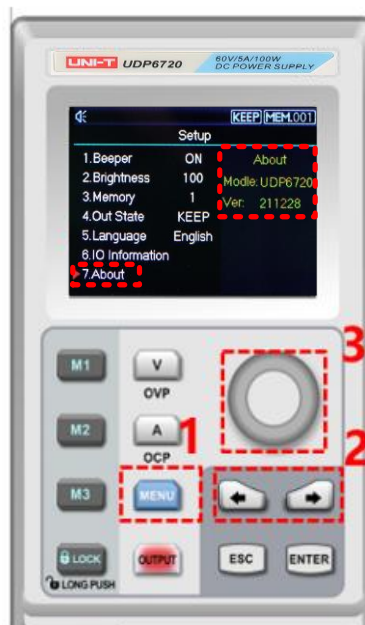 UNI-T UDP6720 60V/5A/100W
DC POWER SUPPLY
KEEP MEM.001
Setup
1.Beeper ON
2.Brightness 100
3.Memory 1
4.Out State KEEP
5.Language English
6.IO Information
7.About
About
Modle: UDP6720
Ver: 211228
M1 V
OVP
M2 A
OCP
M3 MENU
LOCK OUTPUT ESC ENTER
LONG PUSH
1
3
2